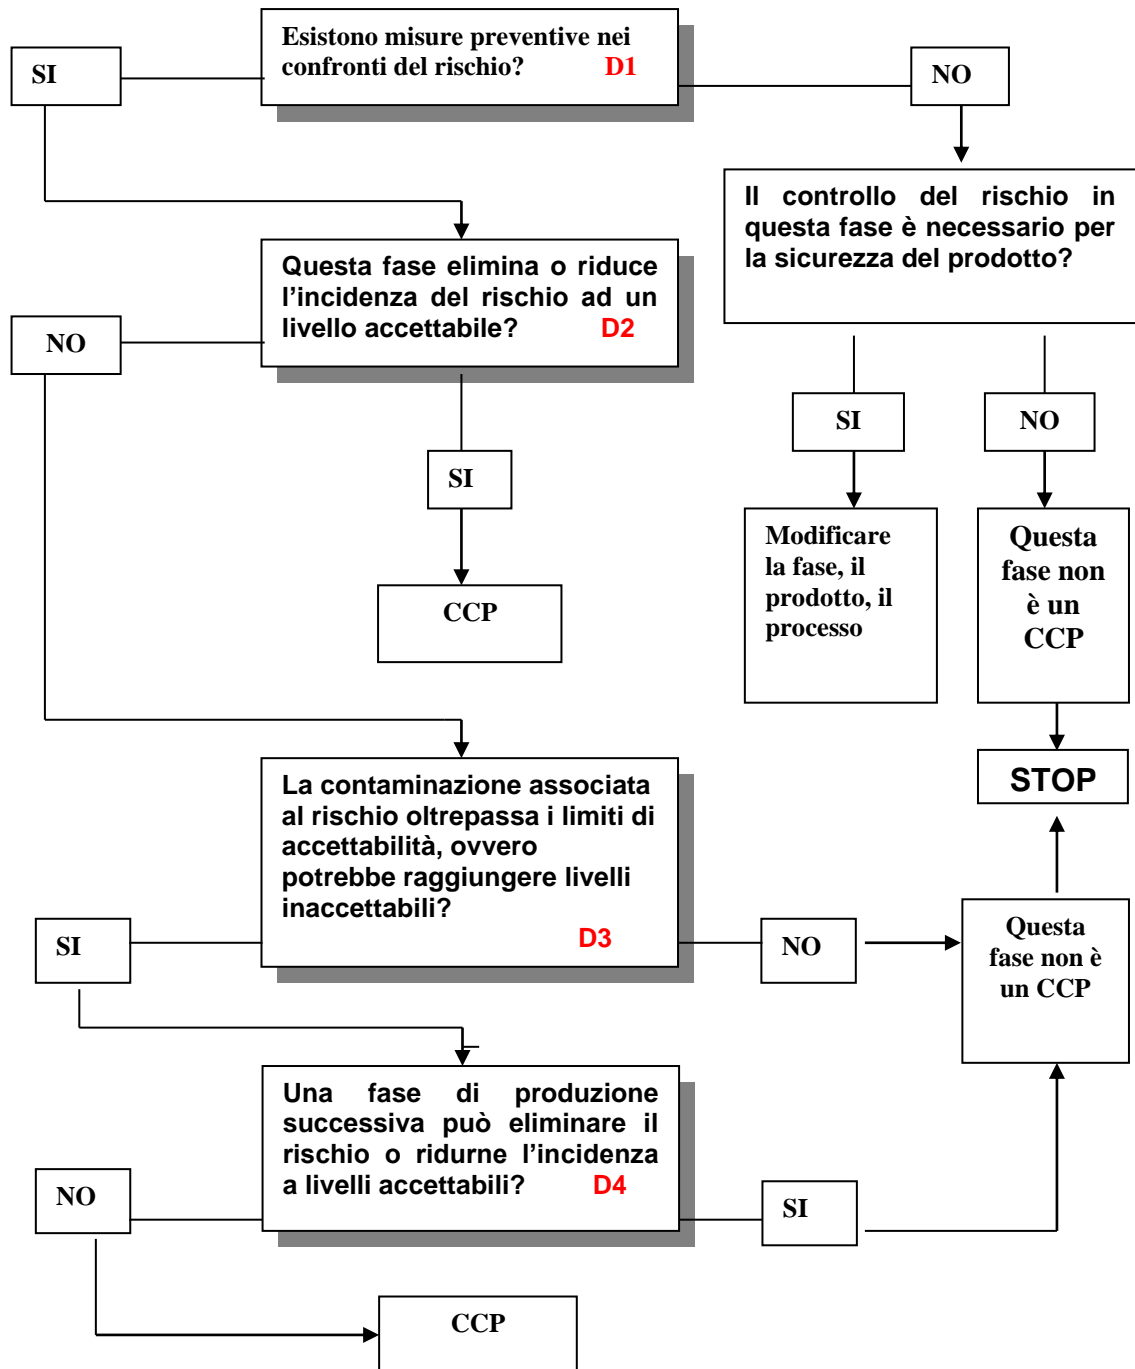 Esistono misure preventive nei
confronti del rischio? D1
SI
NO
Il controllo del rischio in
questa fase è necessario per
la sicurezza del prodotto?
Questa fase elimina o riduce
l'incidenza del rischio ad un
livello accettabile? D2
NO
SI
NO
SI
Modificare
la fase, il
prodotto, il
processo
Questa
fase non
è un
CCP
CCP
STOP
La contaminazione associata
al rischio oltrepassa i limiti di
accettabilità, ovvero
potrebbe raggiungere livelli
inaccettabili?
D3
SI
NO
Questa
fase non è
un CCP
Una fase di produzione
successiva può eliminare il
rischio o ridurne l'incidenza
a livelli accettabili? D4
NO
SI
CCP